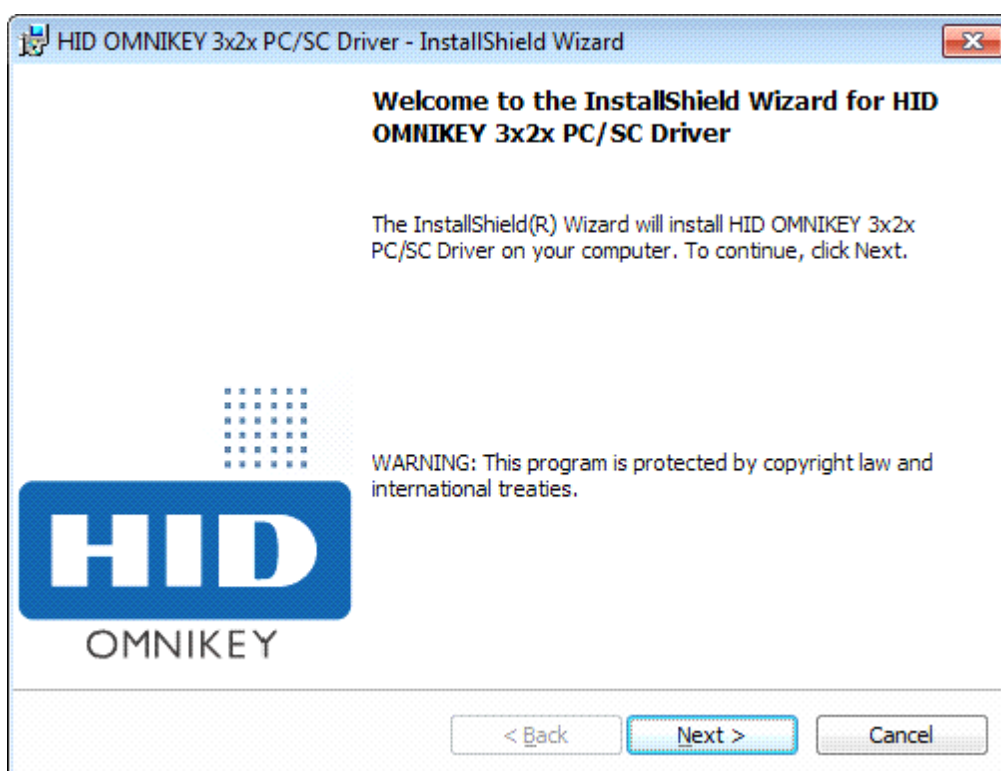 HID OMNIKEY 3x2x PC/SC Driver - InstallShield Wizard
Welcome to the InstallShield Wizard for HID
OMNIKEY 3x2x PC/SC Driver
The InstallShield(R) Wizard will install HID OMNIKEY 3x2x
PC/SC Driver on your computer. To continue, click Next.
WARNING: This program is protected by copyright law and
international treaties.
HID
OMNIKEY
< Back
Next >
Cancel